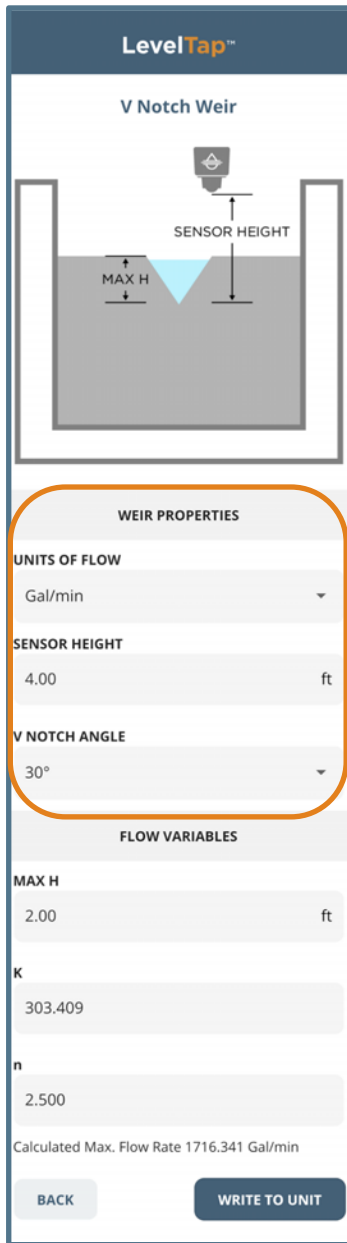 LevelTap™
V Notch Weir
SENSOR HEIGHT
MAX H
WEIR PROPERTIES
UNITS OF FLOW
Gal/min
SENSOR HEIGHT
4.00 ft
V NOTCH ANGLE
30°
FLOW VARIABLES
MAX H
2.00 ft
K
303.409
n
2.500
Calculated Max. Flow Rate 1716.341 Gal/min
BACK WRITE TO UNIT